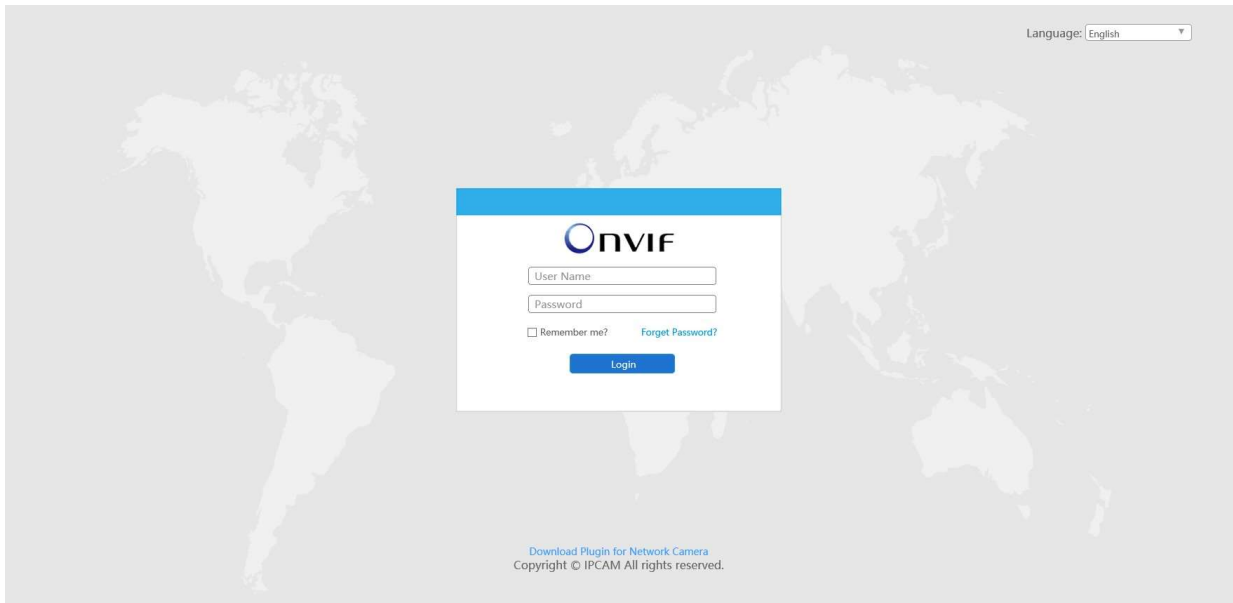 Language: English
Onvif
User Name
Password
Remember me? Forget Password?
Login
Download Plugin for Network Camera
Copyright © IPCAM All rights reserved.